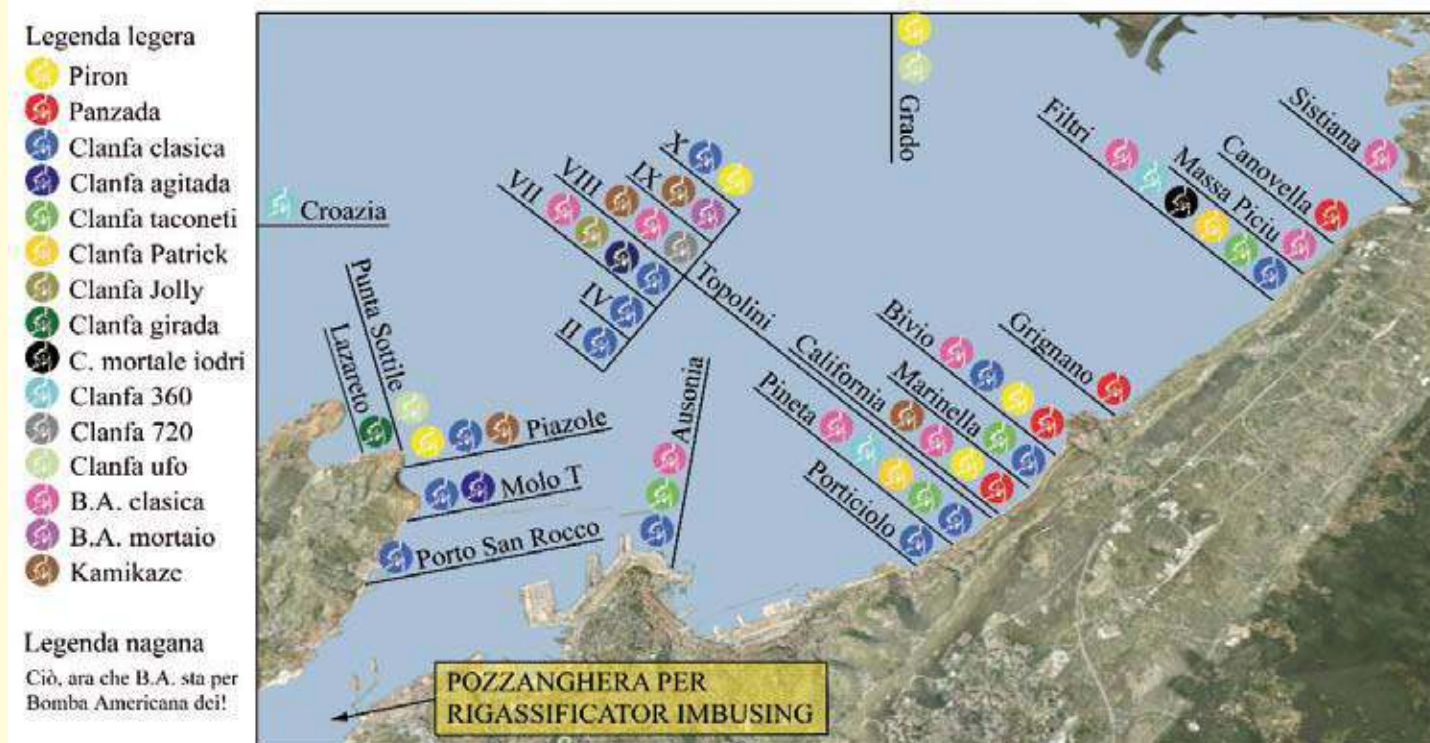 Legenda legera
Piron
Panzada
Clanfa clasica
Clanfa agitada
Clanfa taconeti
Clanfa Patrick
Clanfa Jolly
Clanfa girada
C. mortale iodri
Clanfa 360
Clanfa 720
Clanfa ufo
B.A. clasica
B.A. mortaio
Kamikaze
Legenda nagana
Ciò, ara che B.A. sta per
Bomba Americana dei!
Croazia
Lazareto
Punta Sottile
Piazole
Molo T
Porto San Rocco
Ausonia
II
IV
VII
VIII
IX
X
Topolini
Grado
Porticiolo
Pineta
California
Marinella
Bivio
Grignano
Filtri
Massa Piciu
Canovella
Sistiana
POZZANGHERA PER
RIGASSIFICATOR IMBUSING